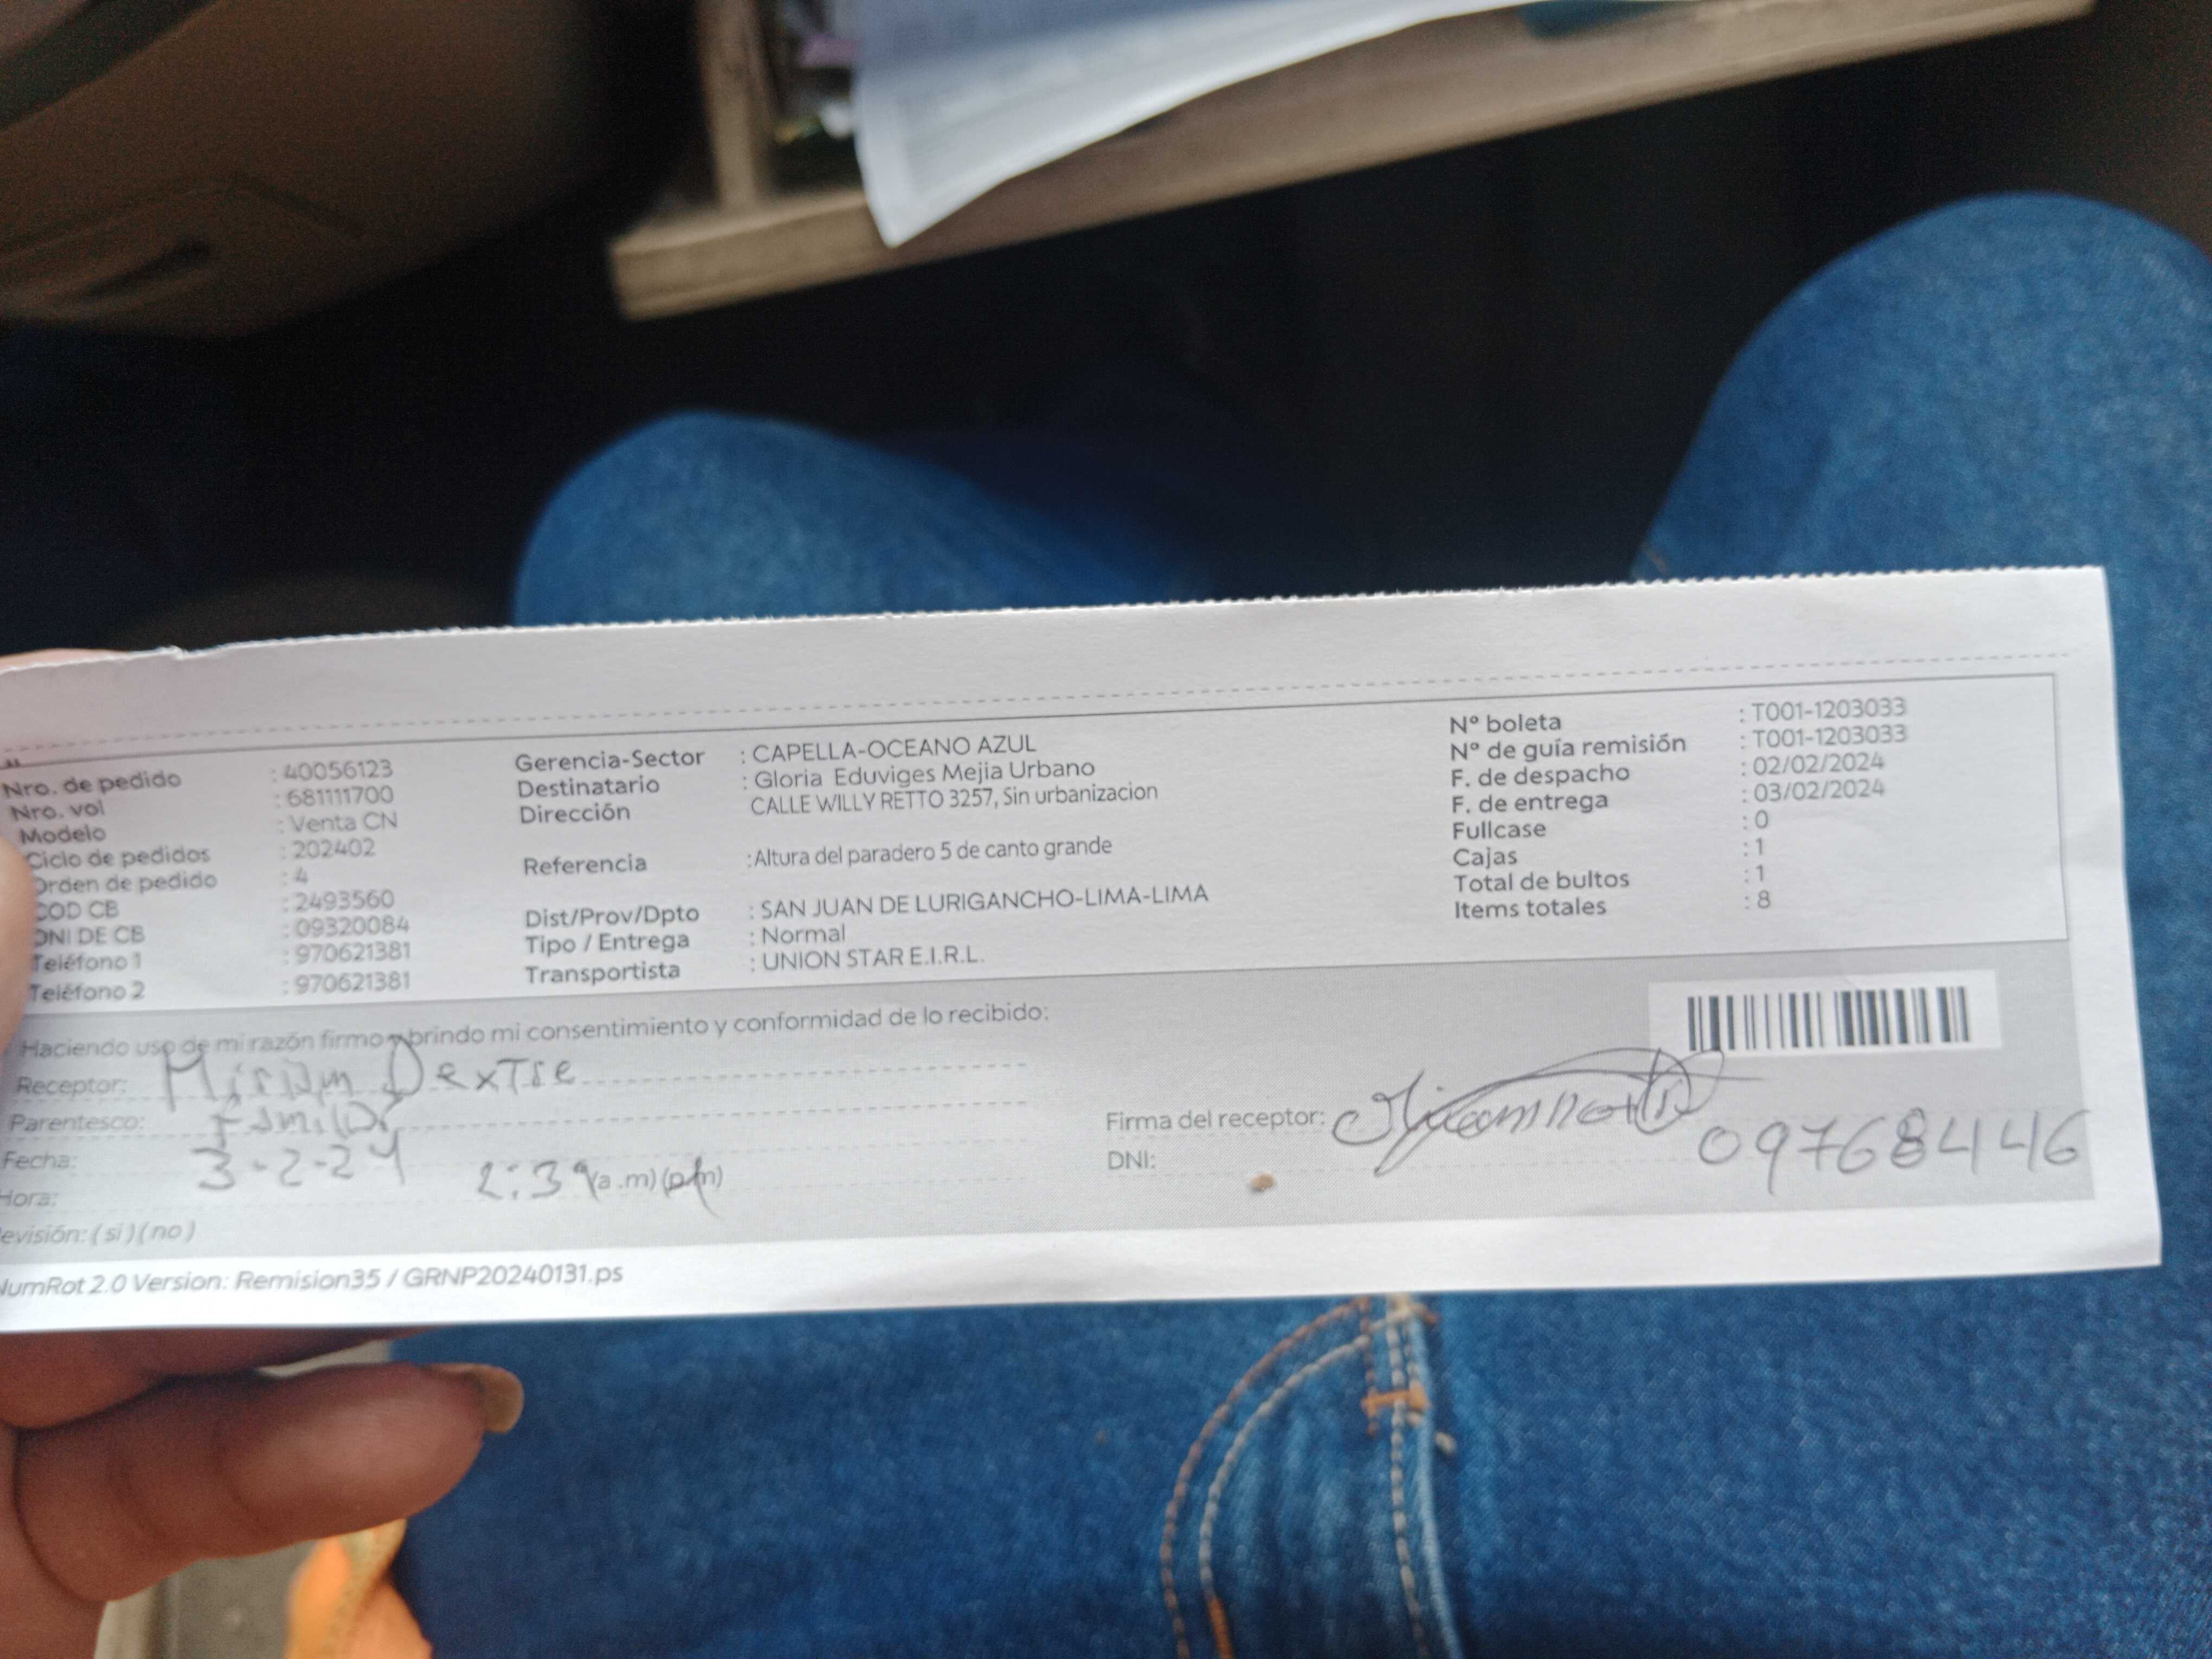 Nro. de pedido : 40056123
Nro. vol : 681111700
Modelo : Venta CN
Ciclo de pedidos : 202402
Orden de pedido : 4
COD CB : 2493560
DNI DE CB : 09320084
Teléfono 1 : 970621381
Teléfono 2 : 970621381
Gerencia-Sector : CAPELLA-OCEANO AZUL
Destinatario : Gloria Eduviges Mejia Urbano
Dirección CALLE WILLY RETTO 3257, Sin urbanizacion
Referencia : Altura del paradero 5 de canto grande
Dist/Prov/Dpto : SAN JUAN DE LURIGANCHO-LIMA-LIMA
Tipo / Entrega : Normal
Transportista : UNION STAR E.I.R.L.
N° boleta : T001-1203033
N° de guía remisión : T001-1203033
F. de despacho : 02/02/2024
F. de entrega : 03/02/2024
Fullcase : 0
Cajas : 1
Total de bultos : 1
Items totales : 8
Haciendo uso de mi razón firmo y brindo mi consentimiento y conformidad de lo recibido:
Receptor: Miriam Dextre
Parentesco: familiar
Fecha: 3-2-24
Hora: 2:39 (a.m) (p.m)
Revisión: ( si ) ( no )
Firma del receptor:
DNI: 09768446
NumRot 2.0 Version: Remision35 / GRNP20240131.ps